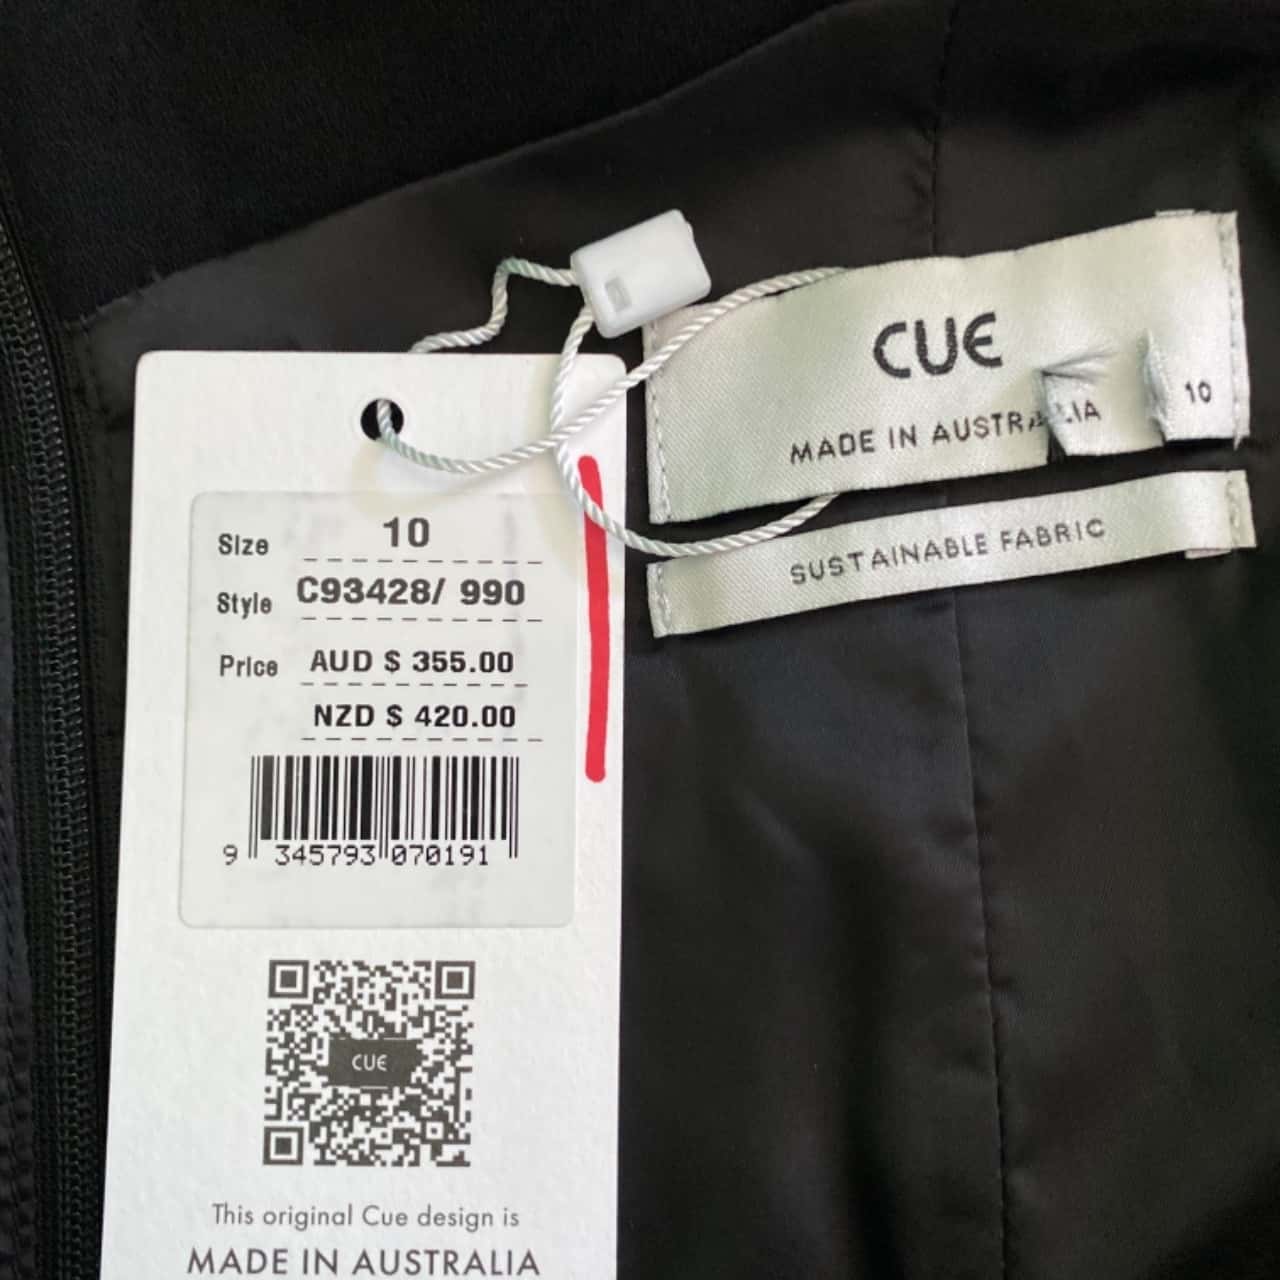 Size 10
Style C93428/ 990
Price AUD $ 355.00
NZD $ 420.00
9 345793 070191
CUE
This original Cue design is
MADE IN AUSTRALIA
CUE
MADE IN AUSTRALIA 10
SUSTAINABLE FABRIC